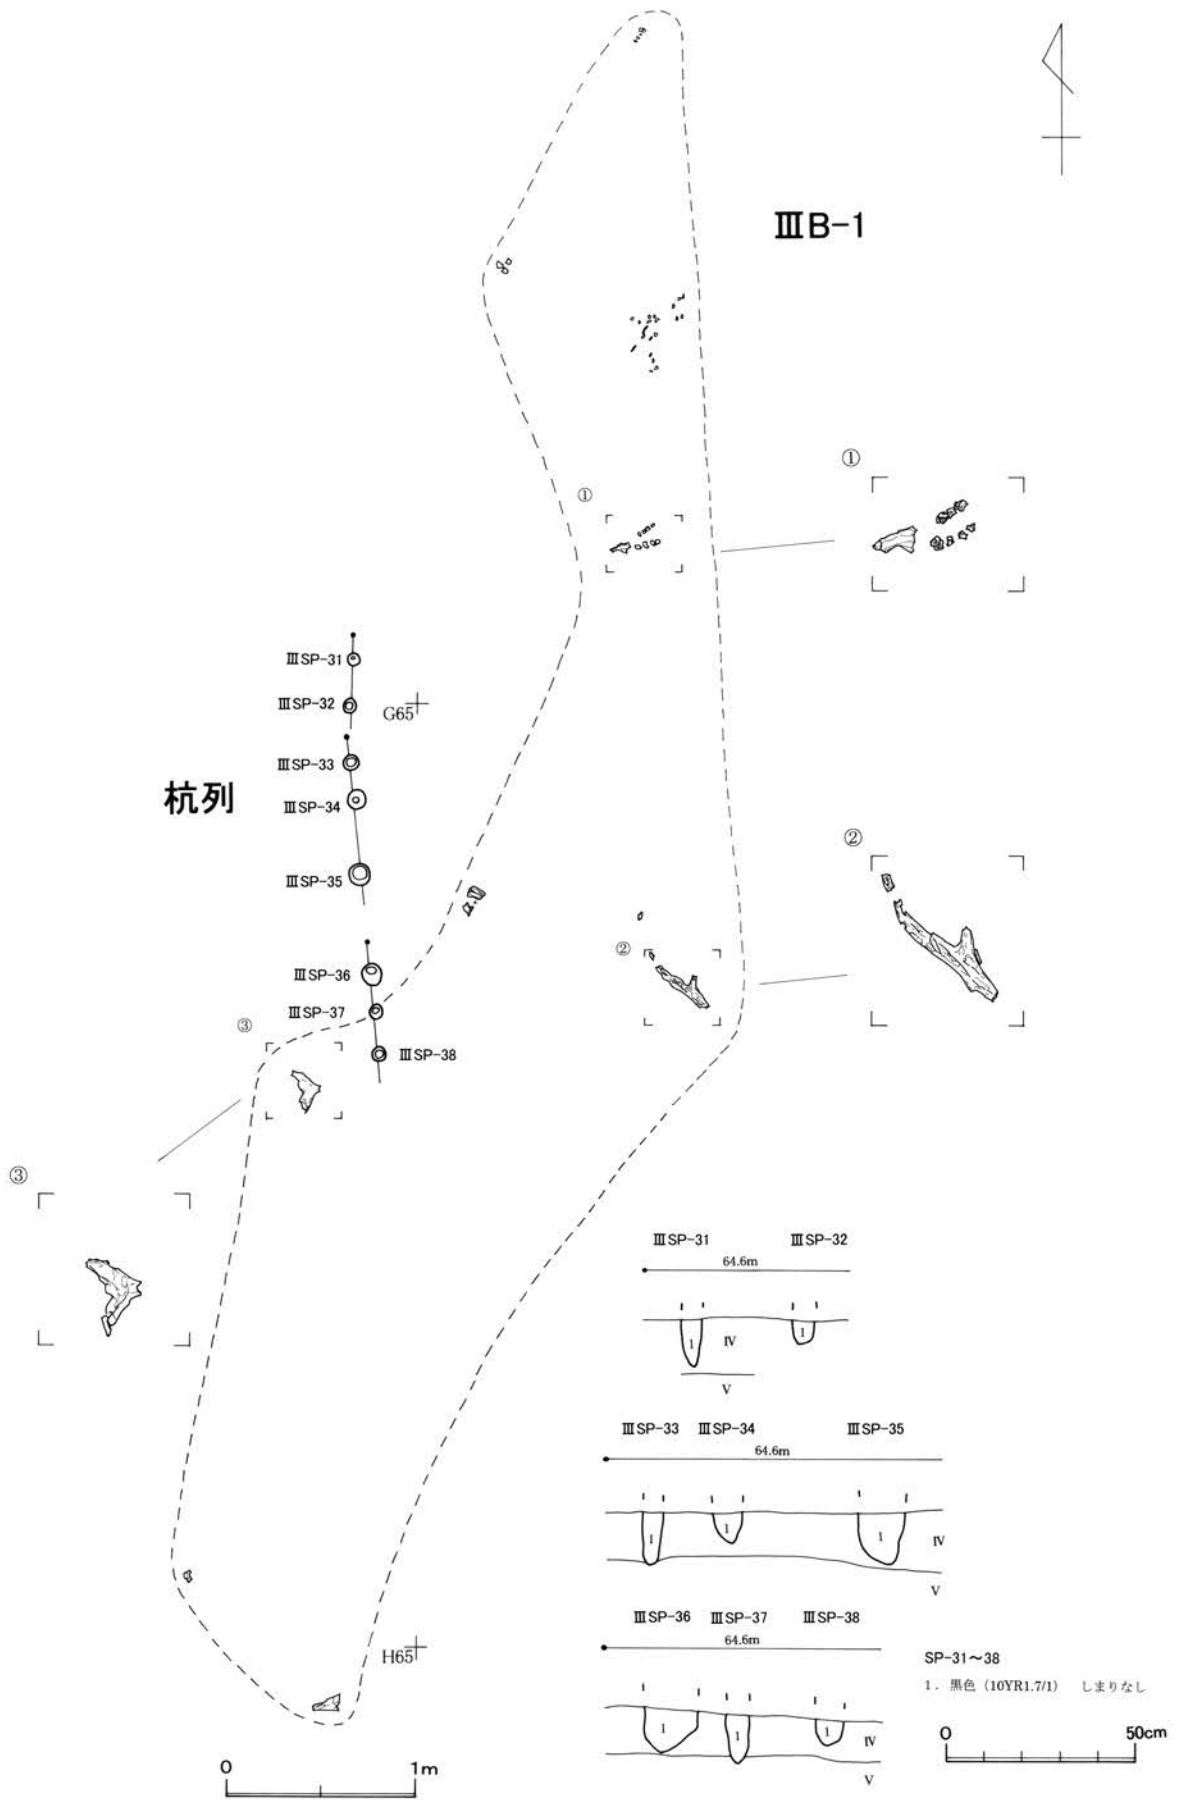 ⅢB-1
①
①
ⅢSP-31
ⅢSP-32
G65
ⅢSP-33
杭列
ⅢSP-34
②
ⅢSP-35
②
ⅢSP-36
ⅢSP-37
③
ⅢSP-38
③
ⅢSP-31 ⅢSP-32
64.6m
1 Ⅳ 1
Ⅴ
ⅢSP-33 ⅢSP-34 ⅢSP-35
64.6m
1 1 1 Ⅳ
Ⅴ
ⅢSP-36 ⅢSP-37 ⅢSP-38
64.6m
H65
SP-31～38
1. 黒色（10YR1.7/1） しまりなし
1 1 1 Ⅳ
Ⅴ
0 50cm
0 1m